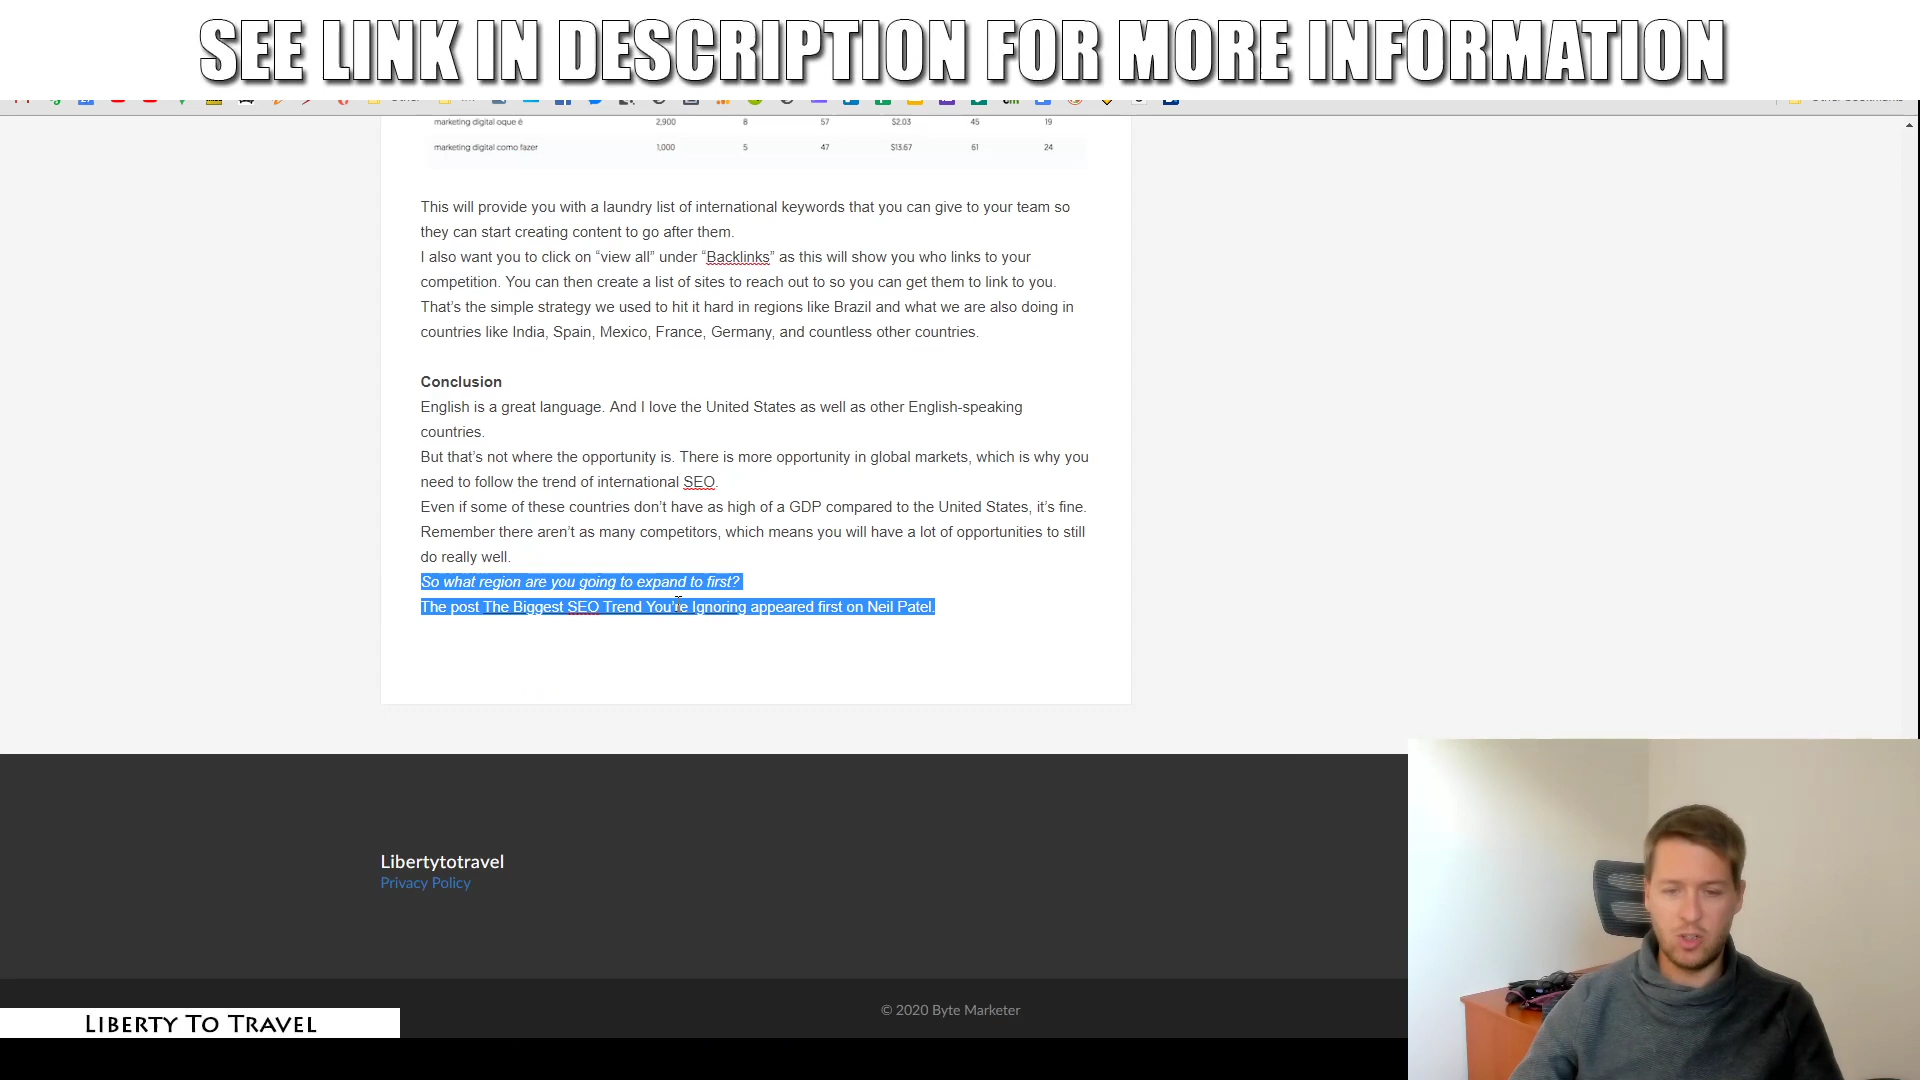 SEE LINK IN DESCRIPTION FOR MORE INFORMATION
marketing digital oque é 2,900 8 57 $2.03 45 19
marketing digital como fazer 1,000 5 47 $13.67 61 24
This will provide you with a laundry list of international keywords that you can give to your team so
they can start creating content to go after them.
I also want you to click on “view all” under “Backlinks” as this will show you who links to your
competition. You can then create a list of sites to reach out to so you can get them to link to you.
That’s the simple strategy we used to hit it hard in regions like Brazil and what we are also doing in
countries like India, Spain, Mexico, France, Germany, and countless other countries.
Conclusion
English is a great language. And I love the United States as well as other English-speaking
countries.
But that’s not where the opportunity is. There is more opportunity in global markets, which is why you
need to follow the trend of international SEO.
Even if some of these countries don’t have as high of a GDP compared to the United States, it’s fine.
Remember there aren’t as many competitors, which means you will have a lot of opportunities to still
do really well.
So what region are you going to expand to first?
The post The Biggest SEO Trend You’re Ignoring appeared first on Neil Patel.
Libertytotravel
Privacy Policy
© 2020 Byte Marketer
LIBERTY TO TRAVEL